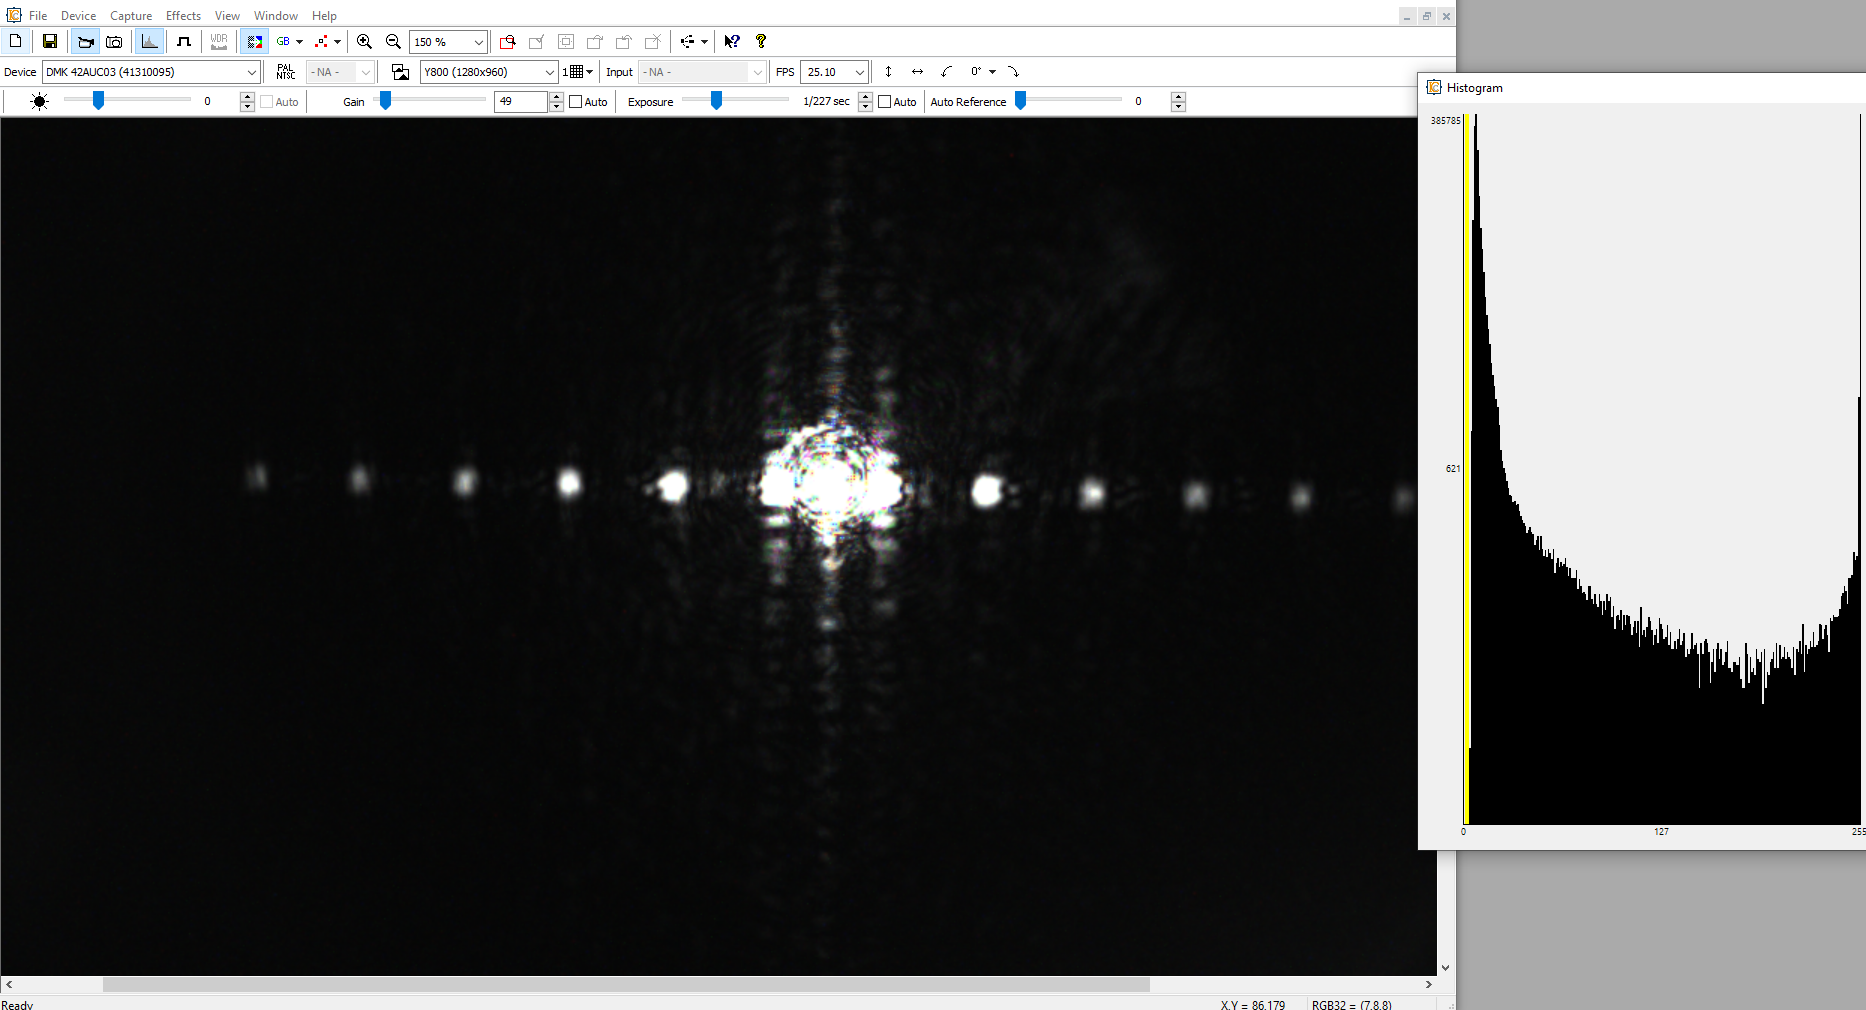 File Device Capture Effects View Window Help
WDR GB 150 %
Device DMK 42AUC03 (41310095) PAL NTSC - NA - Y800 (1280x960) 1 Input - NA - FPS 25.10 0°
0 Auto Gain 49 Auto Exposure 1/227 sec Auto Auto Reference 0
Histogram
385785
621
0 127 255
Ready X,Y = 86,179 RGB32 = (7,8,8)